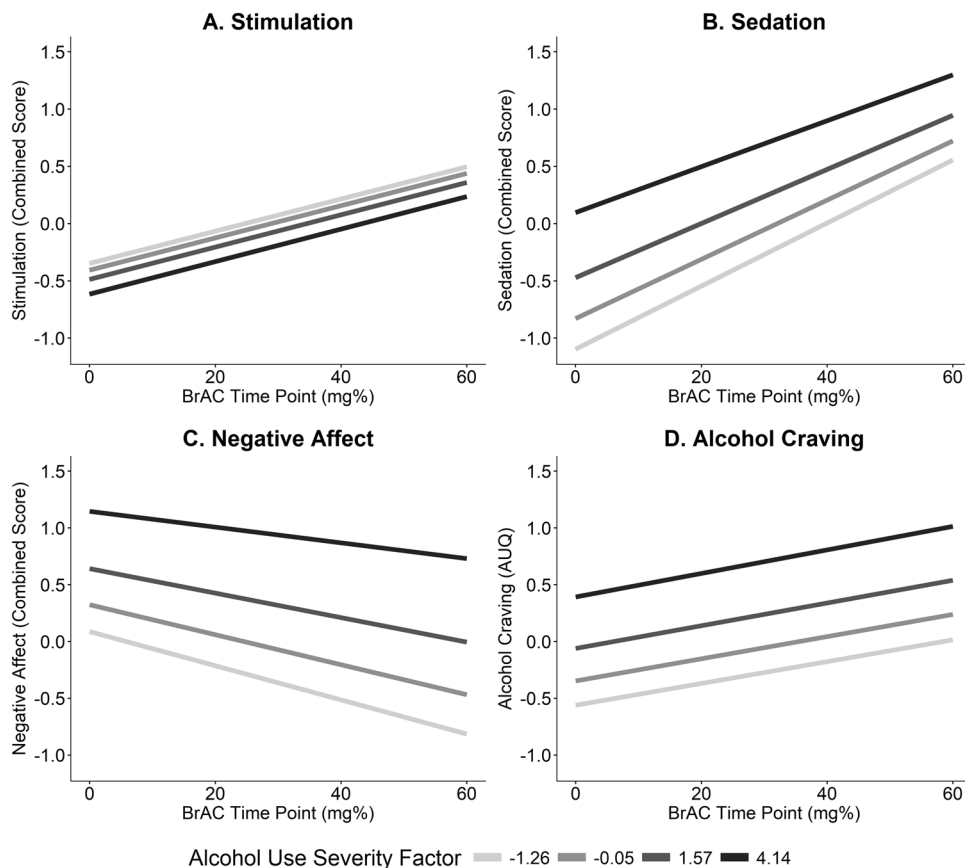 A. Stimulation
1.5
1.0
0.5
0.0
-0.5
-1.0
Stimulation (Combined Score)
0 20 40 60
BrAC Time Point (mg%)
B. Sedation
1.5
1.0
0.5
0.0
-0.5
-1.0
Sedation (Combined Score)
0 20 40 60
BrAC Time Point (mg%)
C. Negative Affect
1.5
1.0
0.5
0.0
-0.5
-1.0
Negative Affect (Combined Score)
0 20 40 60
BrAC Time Point (mg%)
D. Alcohol Craving
1.5
1.0
0.5
0.0
-0.5
-1.0
Alcohol Craving (AUQ)
0 20 40 60
BrAC Time Point (mg%)
Alcohol Use Severity Factor -1.26 -0.05 1.57 4.14